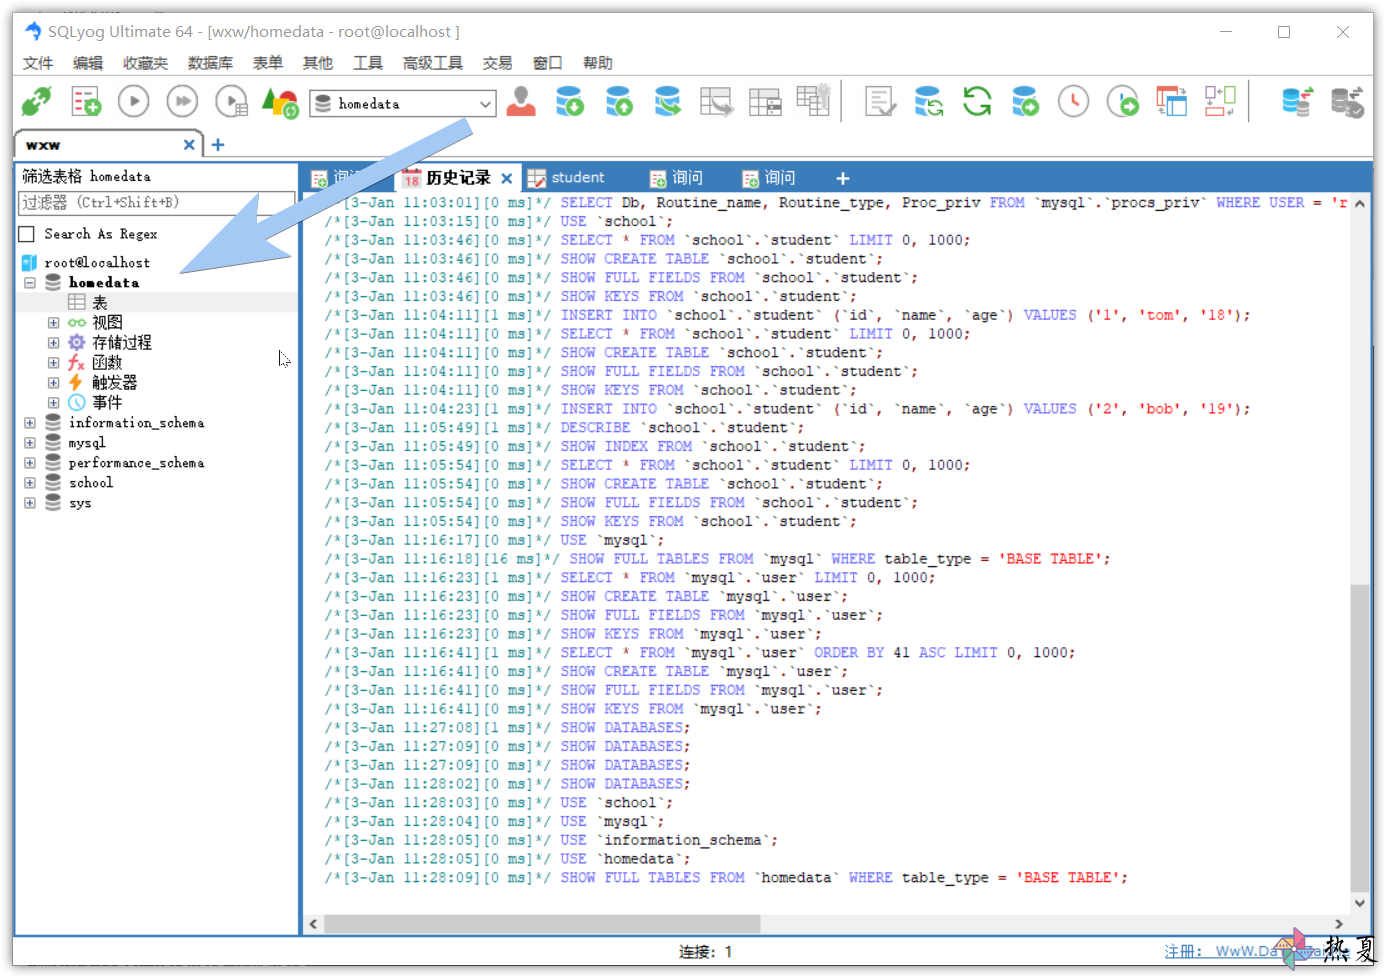 SQLyog Ultimate 64 - [wxw/homedata - root@localhost ]
文件 编辑 收藏夹 数据库 表单 其他 工具 高级工具 交易 窗口 帮助
homedata
wxw
筛选表格 homedata
过滤器 (Ctrl+Shift+B)
Search As Regex
root@localhost
homedata
表
视图
存储过程
函数
触发器
事件
information_schema
mysql
performance_schema
school
sys
18 历史记录 student 询问 询问
/*[3-Jan 11:03:01][0 ms]*/ SELECT Db, Routine_name, Routine_type, Proc_priv FROM `mysql`.`procs_priv` WHERE USER = 'r
/*[3-Jan 11:03:15][0 ms]*/ USE `school`;
/*[3-Jan 11:03:46][0 ms]*/ SELECT * FROM `school`.`student` LIMIT 0, 1000;
/*[3-Jan 11:03:46][0 ms]*/ SHOW CREATE TABLE `school`.`student`;
/*[3-Jan 11:03:46][0 ms]*/ SHOW FULL FIELDS FROM `school`.`student`;
/*[3-Jan 11:03:46][0 ms]*/ SHOW KEYS FROM `school`.`student`;
/*[3-Jan 11:04:11][1 ms]*/ INSERT INTO `school`.`student` (`id`, `name`, `age`) VALUES ('1', 'tom', '18');
/*[3-Jan 11:04:11][0 ms]*/ SELECT * FROM `school`.`student` LIMIT 0, 1000;
/*[3-Jan 11:04:11][0 ms]*/ SHOW CREATE TABLE `school`.`student`;
/*[3-Jan 11:04:11][0 ms]*/ SHOW FULL FIELDS FROM `school`.`student`;
/*[3-Jan 11:04:11][0 ms]*/ SHOW KEYS FROM `school`.`student`;
/*[3-Jan 11:04:23][1 ms]*/ INSERT INTO `school`.`student` (`id`, `name`, `age`) VALUES ('2', 'bob', '19');
/*[3-Jan 11:05:49][1 ms]*/ DESCRIBE `school`.`student`;
/*[3-Jan 11:05:49][0 ms]*/ SHOW INDEX FROM `school`.`student`;
/*[3-Jan 11:05:54][0 ms]*/ SELECT * FROM `school`.`student` LIMIT 0, 1000;
/*[3-Jan 11:05:54][0 ms]*/ SHOW CREATE TABLE `school`.`student`;
/*[3-Jan 11:05:54][0 ms]*/ SHOW FULL FIELDS FROM `school`.`student`;
/*[3-Jan 11:05:54][0 ms]*/ SHOW KEYS FROM `school`.`student`;
/*[3-Jan 11:16:17][0 ms]*/ USE `mysql`;
/*[3-Jan 11:16:18][16 ms]*/ SHOW FULL TABLES FROM `mysql` WHERE table_type = 'BASE TABLE';
/*[3-Jan 11:16:23][1 ms]*/ SELECT * FROM `mysql`.`user` LIMIT 0, 1000;
/*[3-Jan 11:16:23][0 ms]*/ SHOW CREATE TABLE `mysql`.`user`;
/*[3-Jan 11:16:23][0 ms]*/ SHOW FULL FIELDS FROM `mysql`.`user`;
/*[3-Jan 11:16:23][0 ms]*/ SHOW KEYS FROM `mysql`.`user`;
/*[3-Jan 11:16:41][1 ms]*/ SELECT * FROM `mysql`.`user` ORDER BY 41 ASC LIMIT 0, 1000;
/*[3-Jan 11:16:41][0 ms]*/ SHOW CREATE TABLE `mysql`.`user`;
/*[3-Jan 11:16:41][0 ms]*/ SHOW FULL FIELDS FROM `mysql`.`user`;
/*[3-Jan 11:16:41][0 ms]*/ SHOW KEYS FROM `mysql`.`user`;
/*[3-Jan 11:27:08][1 ms]*/ SHOW DATABASES;
/*[3-Jan 11:27:09][0 ms]*/ SHOW DATABASES;
/*[3-Jan 11:27:09][0 ms]*/ SHOW DATABASES;
/*[3-Jan 11:28:02][0 ms]*/ SHOW DATABASES;
/*[3-Jan 11:28:03][0 ms]*/ USE `school`;
/*[3-Jan 11:28:04][0 ms]*/ USE `mysql`;
/*[3-Jan 11:28:05][0 ms]*/ USE `information_schema`;
/*[3-Jan 11:28:05][0 ms]*/ USE `homedata`;
/*[3-Jan 11:28:09][0 ms]*/ SHOW FULL TABLES FROM `homedata` WHERE table_type = 'BASE TABLE';
连接: 1
注册:
热夏